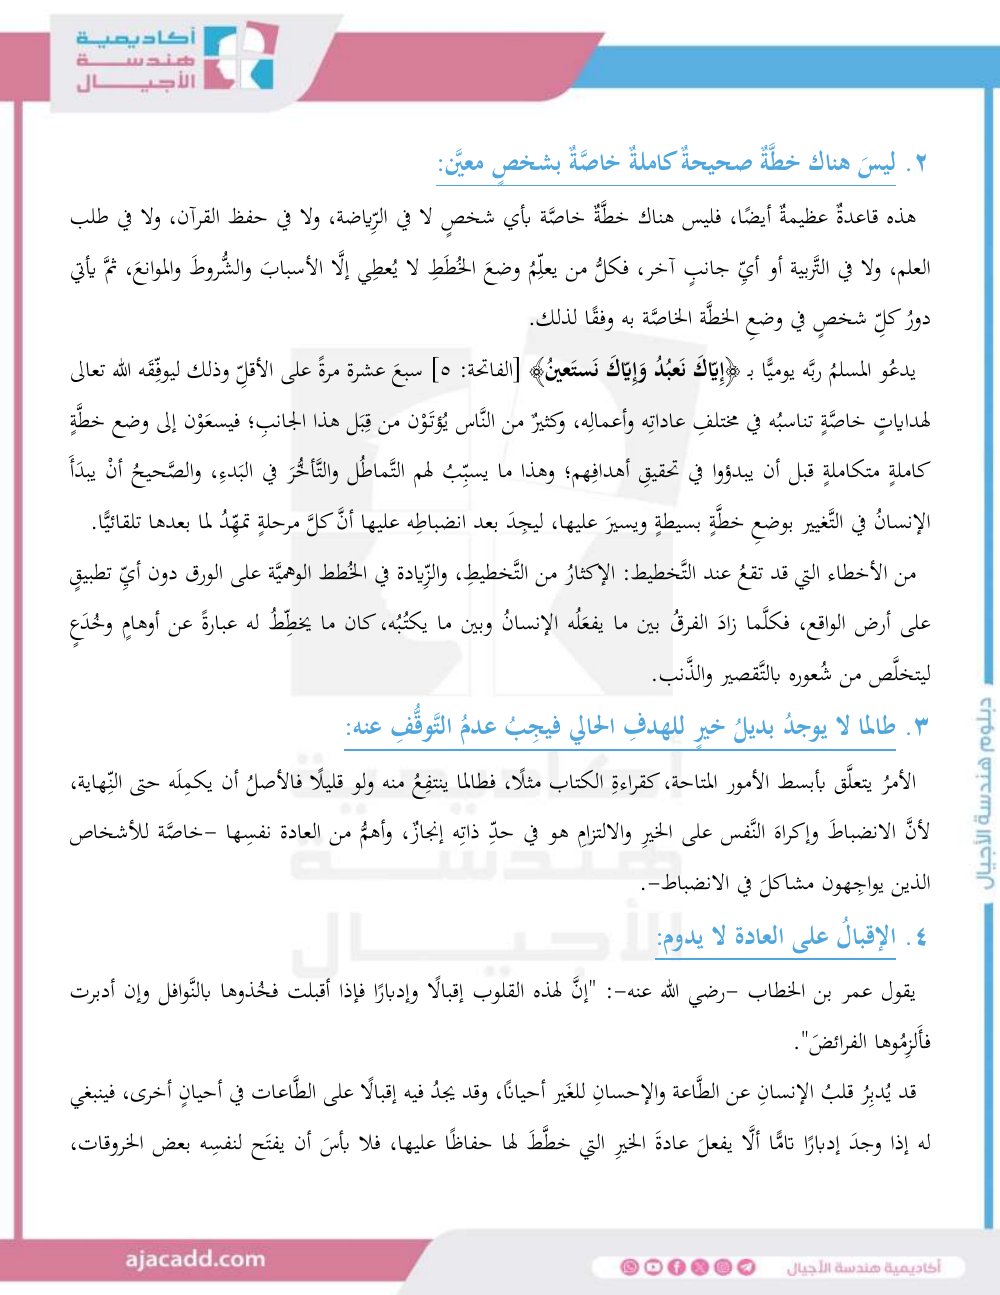 أكاديمية
هندسة
الأجيال
٢. ليسَ هناك خطَّةٌ صحيحةٌ كاملةٌ خاصَّةٌ بشخصٍ معيَّن:
هذه قاعدةٌ عظيمةٌ أيضًا، فليس هناك خطَّةٌ خاصَّة بأي شخصٍ لا في الرِّياضة، ولا في حفظ القرآن، ولا في طلب
العلم، ولا في التَّربية أو أيِّ جانبٍ آخر، فكلُّ من يعلِّمُ وضعَ الخُطَطِ لا يُعطِي إلَّا الأسبابَ والشُّروطَ والموانعَ، ثمَّ يأتي
دورُ كلِّ شخصٍ في وضعِ الخطَّة الخاصَّة به وفقًا لذلك.
يدعُو المسلمُ ربَّه يوميًّا بـ ﴿إِيّاكَ نَعبُدُ وَإِيّاكَ نَستَعينُ﴾ [الفاتحة: ٥] سبعَ عشرة مرةً على الأقلِّ وذلك ليوفِّقَه الله تعالى
لهداياتٍ خاصَّةٍ تناسبُه في مختلفِ عاداتِه وأعمالِه، وكثيرٌ من النَّاس يُؤتَوْن من قِبَل هذا الجانبِ؛ فيسعَوْن إلى وضع خطَّةٍ
كاملةٍ متكاملةٍ قبل أن يبدؤوا في تحقيقِ أهدافِهم؛ وهذا ما يسبِّبُ لهم التَّماطُل والتَّأخُّرَ في البَدءِ، والصَّحيحُ أنْ يبدَأَ
الإنسانُ في التَّغيير بوضعِ خطَّةٍ بسيطةٍ ويسيرَ عليها، ليجِدَ بعد انضباطِه عليها أنَّ كلَّ مرحلةٍ تمهِّدُ لما بعدها تلقائيًّا.
من الأخطاء التي قد تقعُ عند التَّخطيط: الإكثارُ من التَّخطيطِ، والزِّيادة في الخُطط الوهميَّة على الورق دون أيِّ تطبيقٍ
على أرض الواقع، فكلَّما زادَ الفرقُ بين ما يفعَلُه الإنسانُ وبين ما يكتُبُه، كان ما يخطِّطُ له عبارةً عن أوهامٍ وخُدَعٍ
ليتخلَّص من شُعوره بالتَّقصير والذَّنب.
٣. طالما لا يوجدُ بديلُ خيرٍ للهدفِ الحالي فيجِبُ عدمُ التَّوقُّفِ عنه:
الأمرُ يتعلَّق بأبسط الأمور المتاحة، كقراءةِ الكتاب مثلًا، فطالما ينتفِعُ منه ولو قليلًا فالأصلُ أن يكمِلَه حتى النِّهاية،
لأنَّ الانضباطَ وإكراهَ النَّفس على الخيرِ والالتزامِ هو في حدِّ ذاتِه إنجازٌ، وأهمُّ من العادة نفسِها -خاصَّة للأشخاص
الذين يواجِهون مشاكلَ في الانضباط-.
٤. الإقبالُ على العادة لا يدوم:
يقول عمر بن الخطاب -رضي الله عنه-: "إنَّ لهذه القلوب إقبالًا وإدبارًا فإذا أقبلت فخُذوها بالنَّوافل وإن أدبرت
فأَلزِمُوها الفرائضَ".
قد يُدبِرُ قلبُ الإنسانِ عن الطَّاعة والإحسانِ للغَير أحيانًا، وقد يجدُ فيه إقبالًا على الطَّاعات في أحيانٍ أخرى، فينبغي
له إذا وجدَ إدبارًا تامًّا ألَّا يفعلَ عادةَ الخيرِ التي خطَّطَ لها حفاظًا عليها، فلا بأسَ أن يفتَح لنفسِه بعض الخروقات،
دبلوم هندسة الأجيال
أكاديمية
هندسة
الأجيال
ajacadd.com
أكاديمية هندسة الأجيال